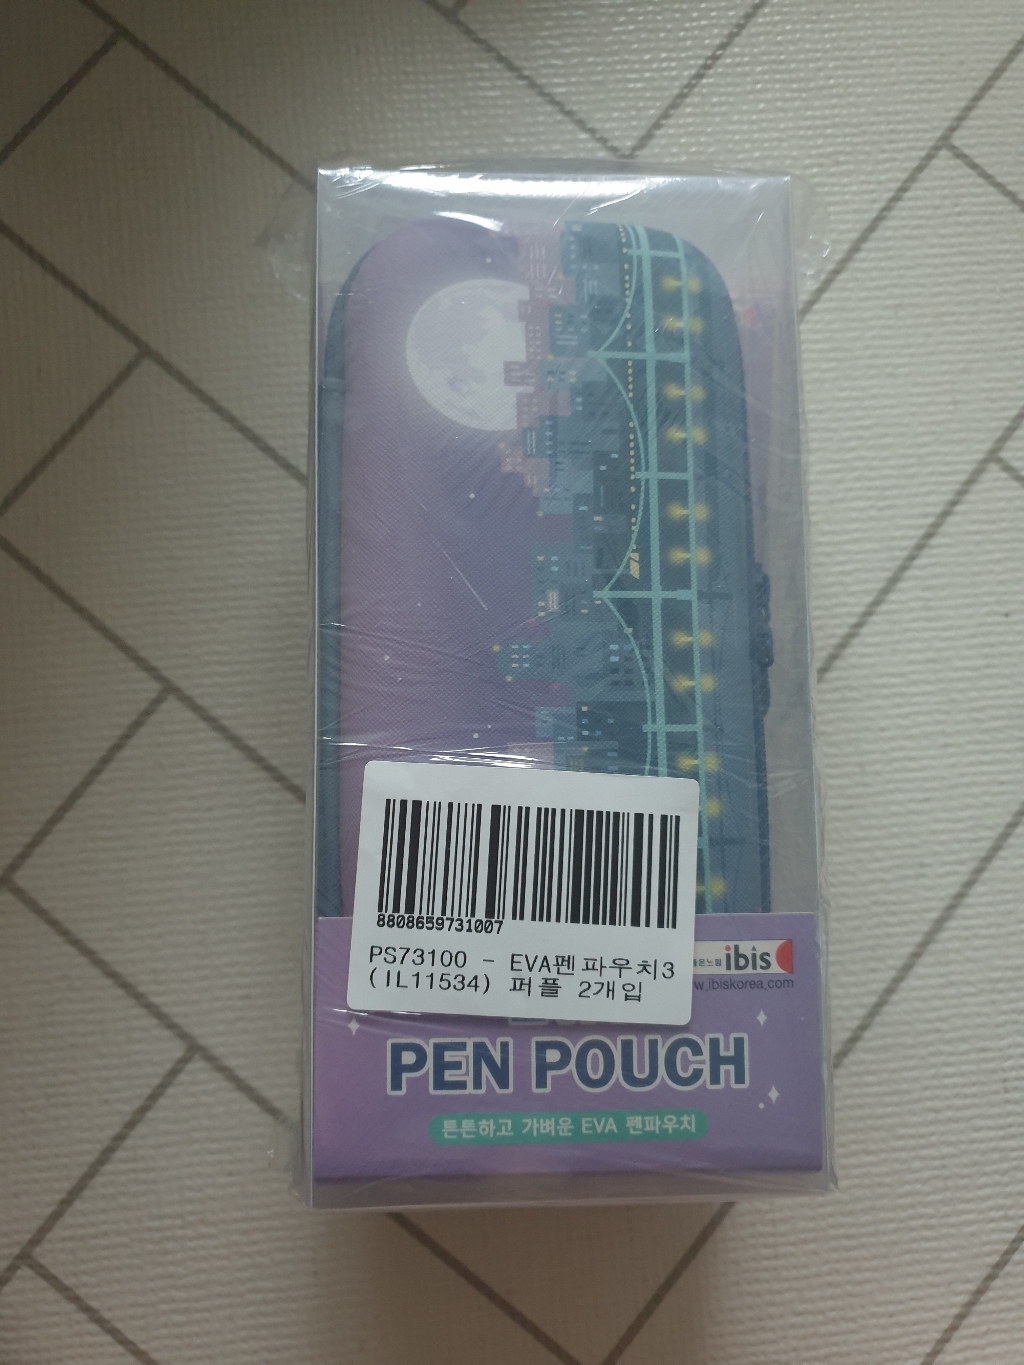 8808659731007
PS73100 - EVA펜파우치3
(IL11534) 퍼플 2개입
ibis
w.ibiskorea.com
PEN POUCH
튼튼하고 가벼운 EVA 펜파우치